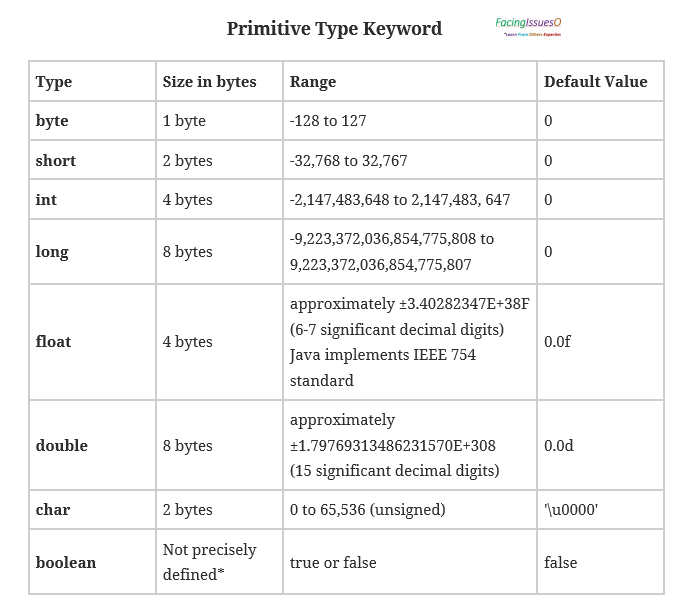 Primitive Type Keyword
FacingIssuesO
"Learn From Others Experien
Type Size in bytes Range Default Value
byte 1 byte -128 to 127 0
short 2 bytes -32,768 to 32,767 0
int 4 bytes -2,147,483,648 to 2,147,483, 647 0
long 8 bytes -9,223,372,036,854,775,808 to
9,223,372,036,854,775,807 0
float 4 bytes approximately ±3.40282347E+38F
(6-7 significant decimal digits)
Java implements IEEE 754
standard 0.0f
double 8 bytes approximately
±1.79769313486231570E+308
(15 significant decimal digits) 0.0d
char 2 bytes 0 to 65,536 (unsigned) '\u0000'
boolean Not precisely
defined* true or false false